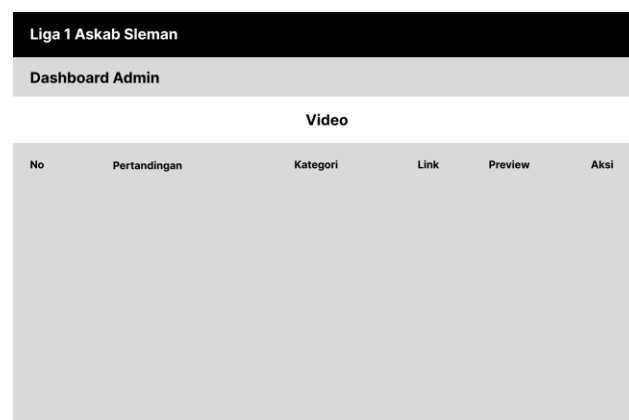 Liga 1 Askab Sleman
Dashboard Admin
Video
No Pertandingan Kategori Link Preview Aksi